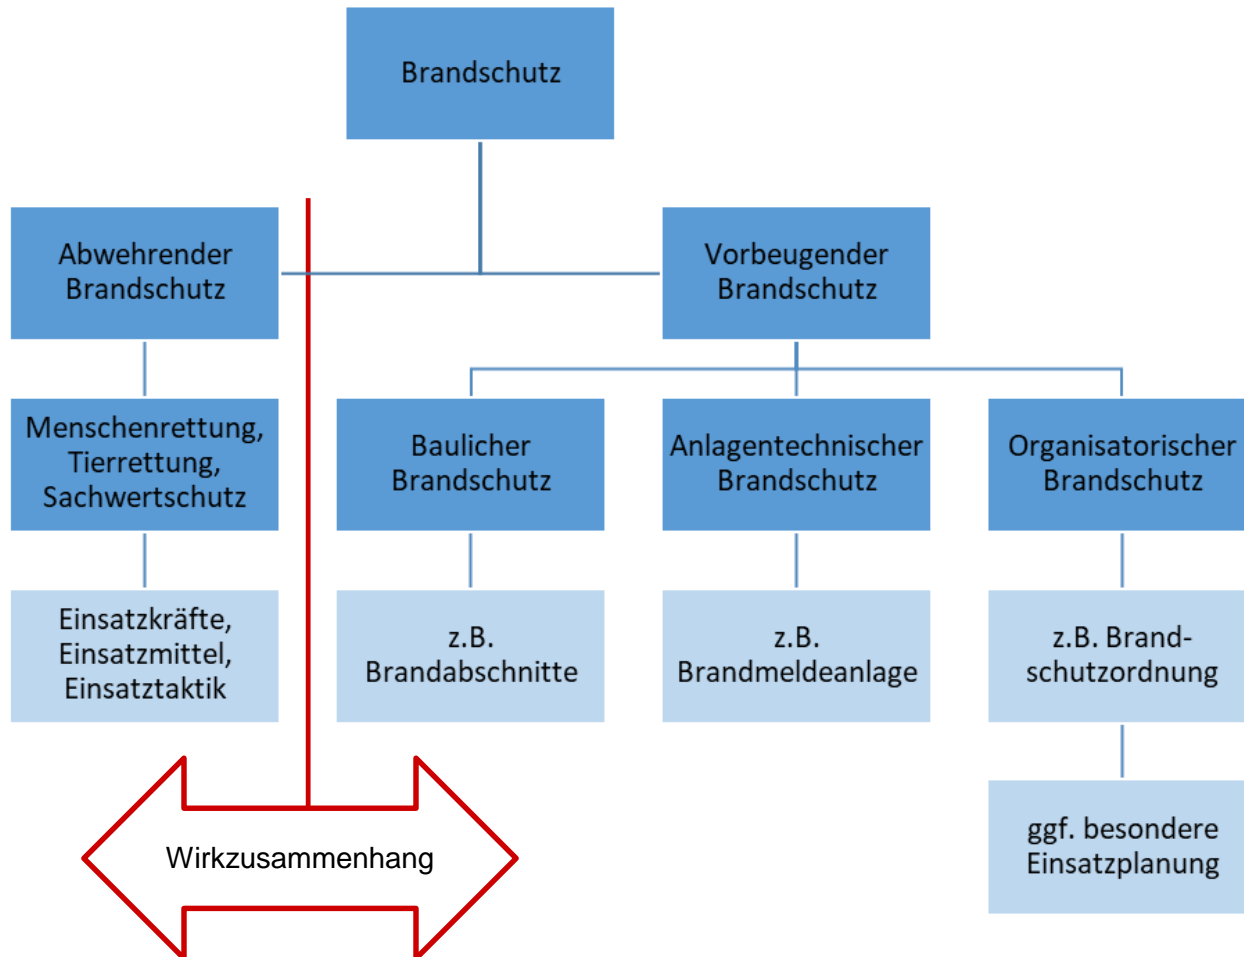 Brandschutz
Abwehrender
Brandschutz
Vorbeugender
Brandschutz
Menschenrettung,
Tierrettung,
Sachwertschutz
Baulicher
Brandschutz
Anlagentechnischer
Brandschutz
Organisatorischer
Brandschutz
Einsatzkräfte,
Einsatzmittel,
Einsatztaktik
z.B.
Brandabschnitte
z.B.
Brandmeldeanlage
z.B. Brand-
schutzordnung
ggf. besondere
Einsatzplanung
Wirkzusammenhang